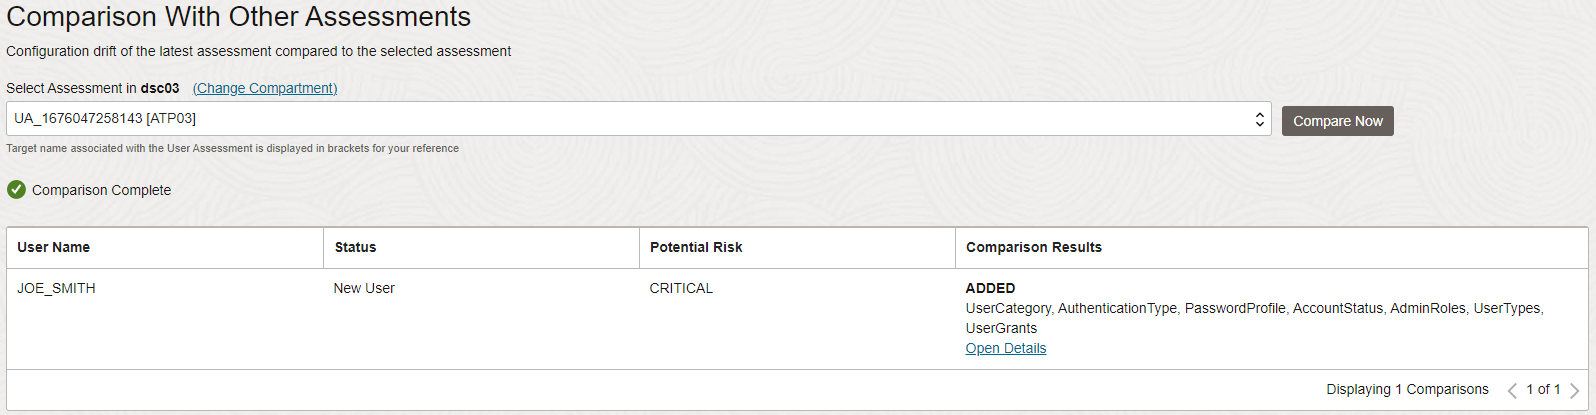 Comparison With Other Assessments
Configuration drift of the latest assessment compared to the selected assessment
Select Assessment in dsc03 (Change Compartment)
UA_1676047258143 [ATP03]
Compare Now
Target name associated with the User Assessment is displayed in brackets for your reference
Comparison Complete
User Name Status Potential Risk Comparison Results
JOE_SMITH New User CRITICAL ADDED
UserCategory, AuthenticationType, PasswordProfile, AccountStatus, AdminRoles, UserTypes,
UserGrants
Open Details
Displaying 1 Comparisons 1 of 1